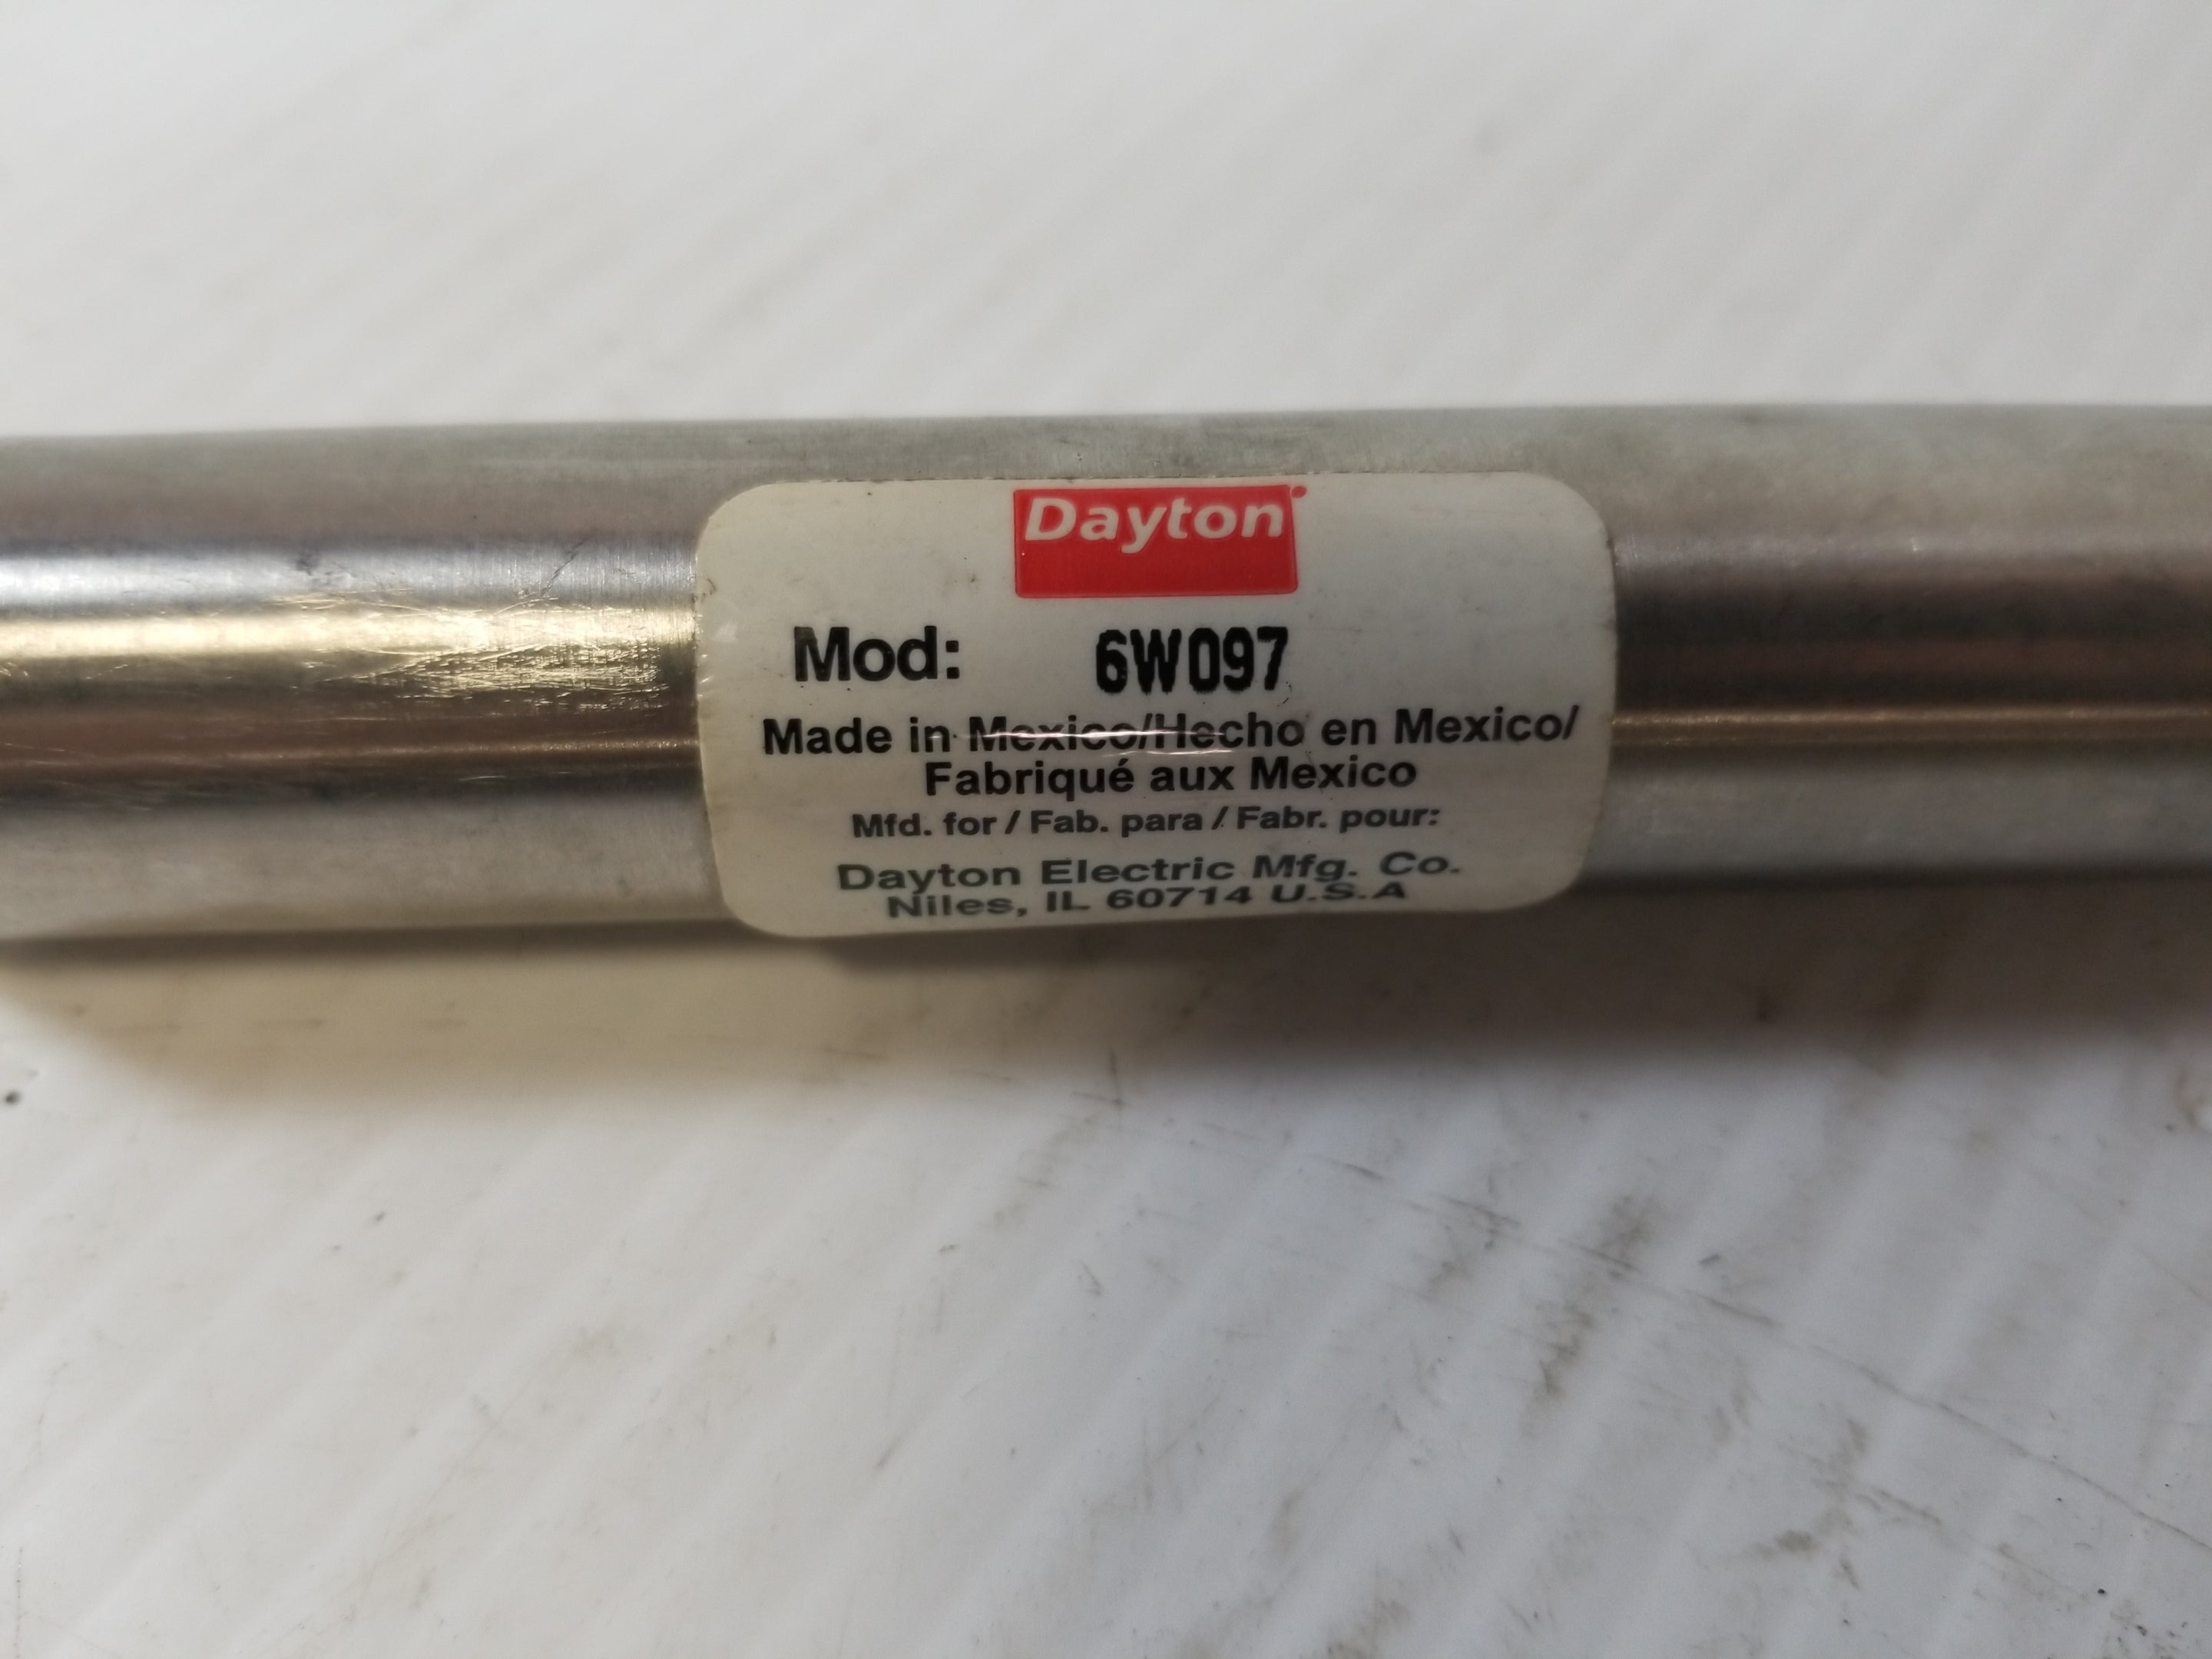 Dayton
Mod: 6W097
Made in Mexico/Hecho en Mexico/
Fabriqué aux Mexico
Mfd. for / Fab. para / Fabr. pour:
Dayton Electric Mfg. Co.
Niles, IL 60714 U.S.A